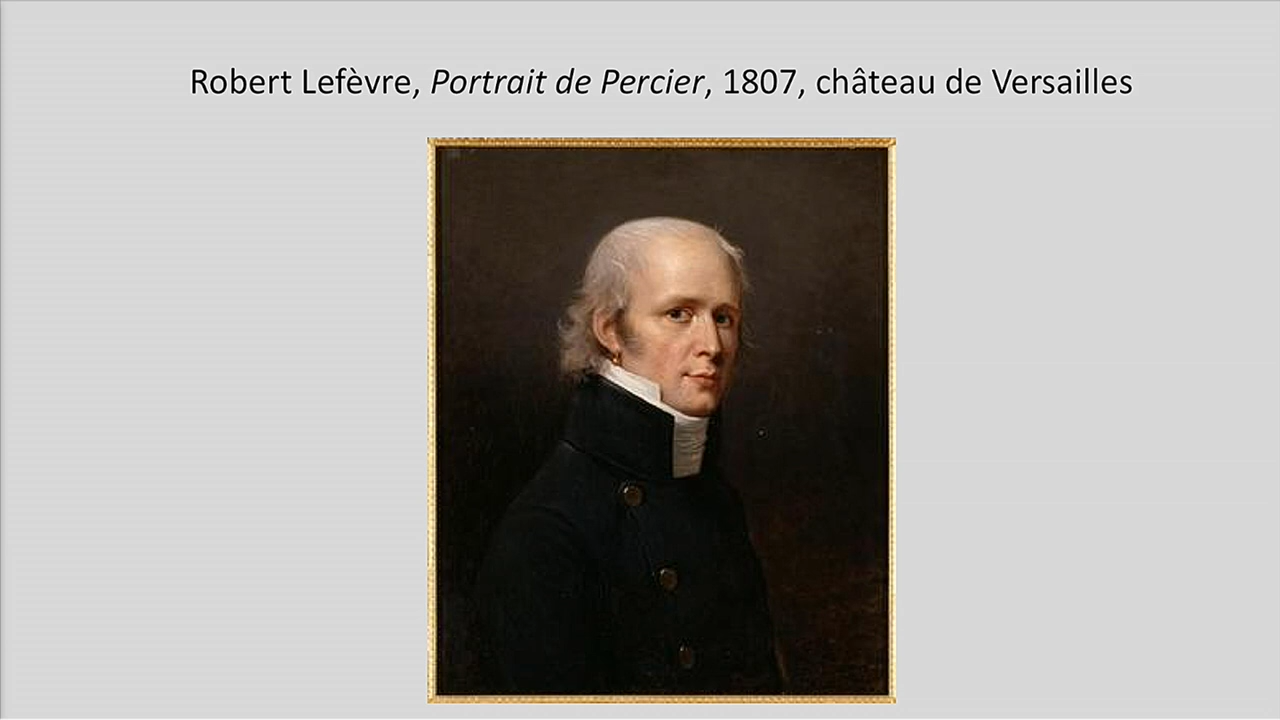 Robert Lefèvre, Portrait de Percier, 1807, château de Versailles